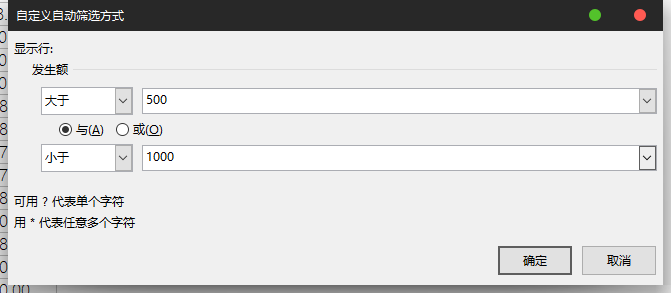 自定义自动筛选方式
显示行:
发生额
大于 500
与(A) 或(O)
小于 1000
可用 ? 代表单个字符
用 * 代表任意多个字符
确定 取消